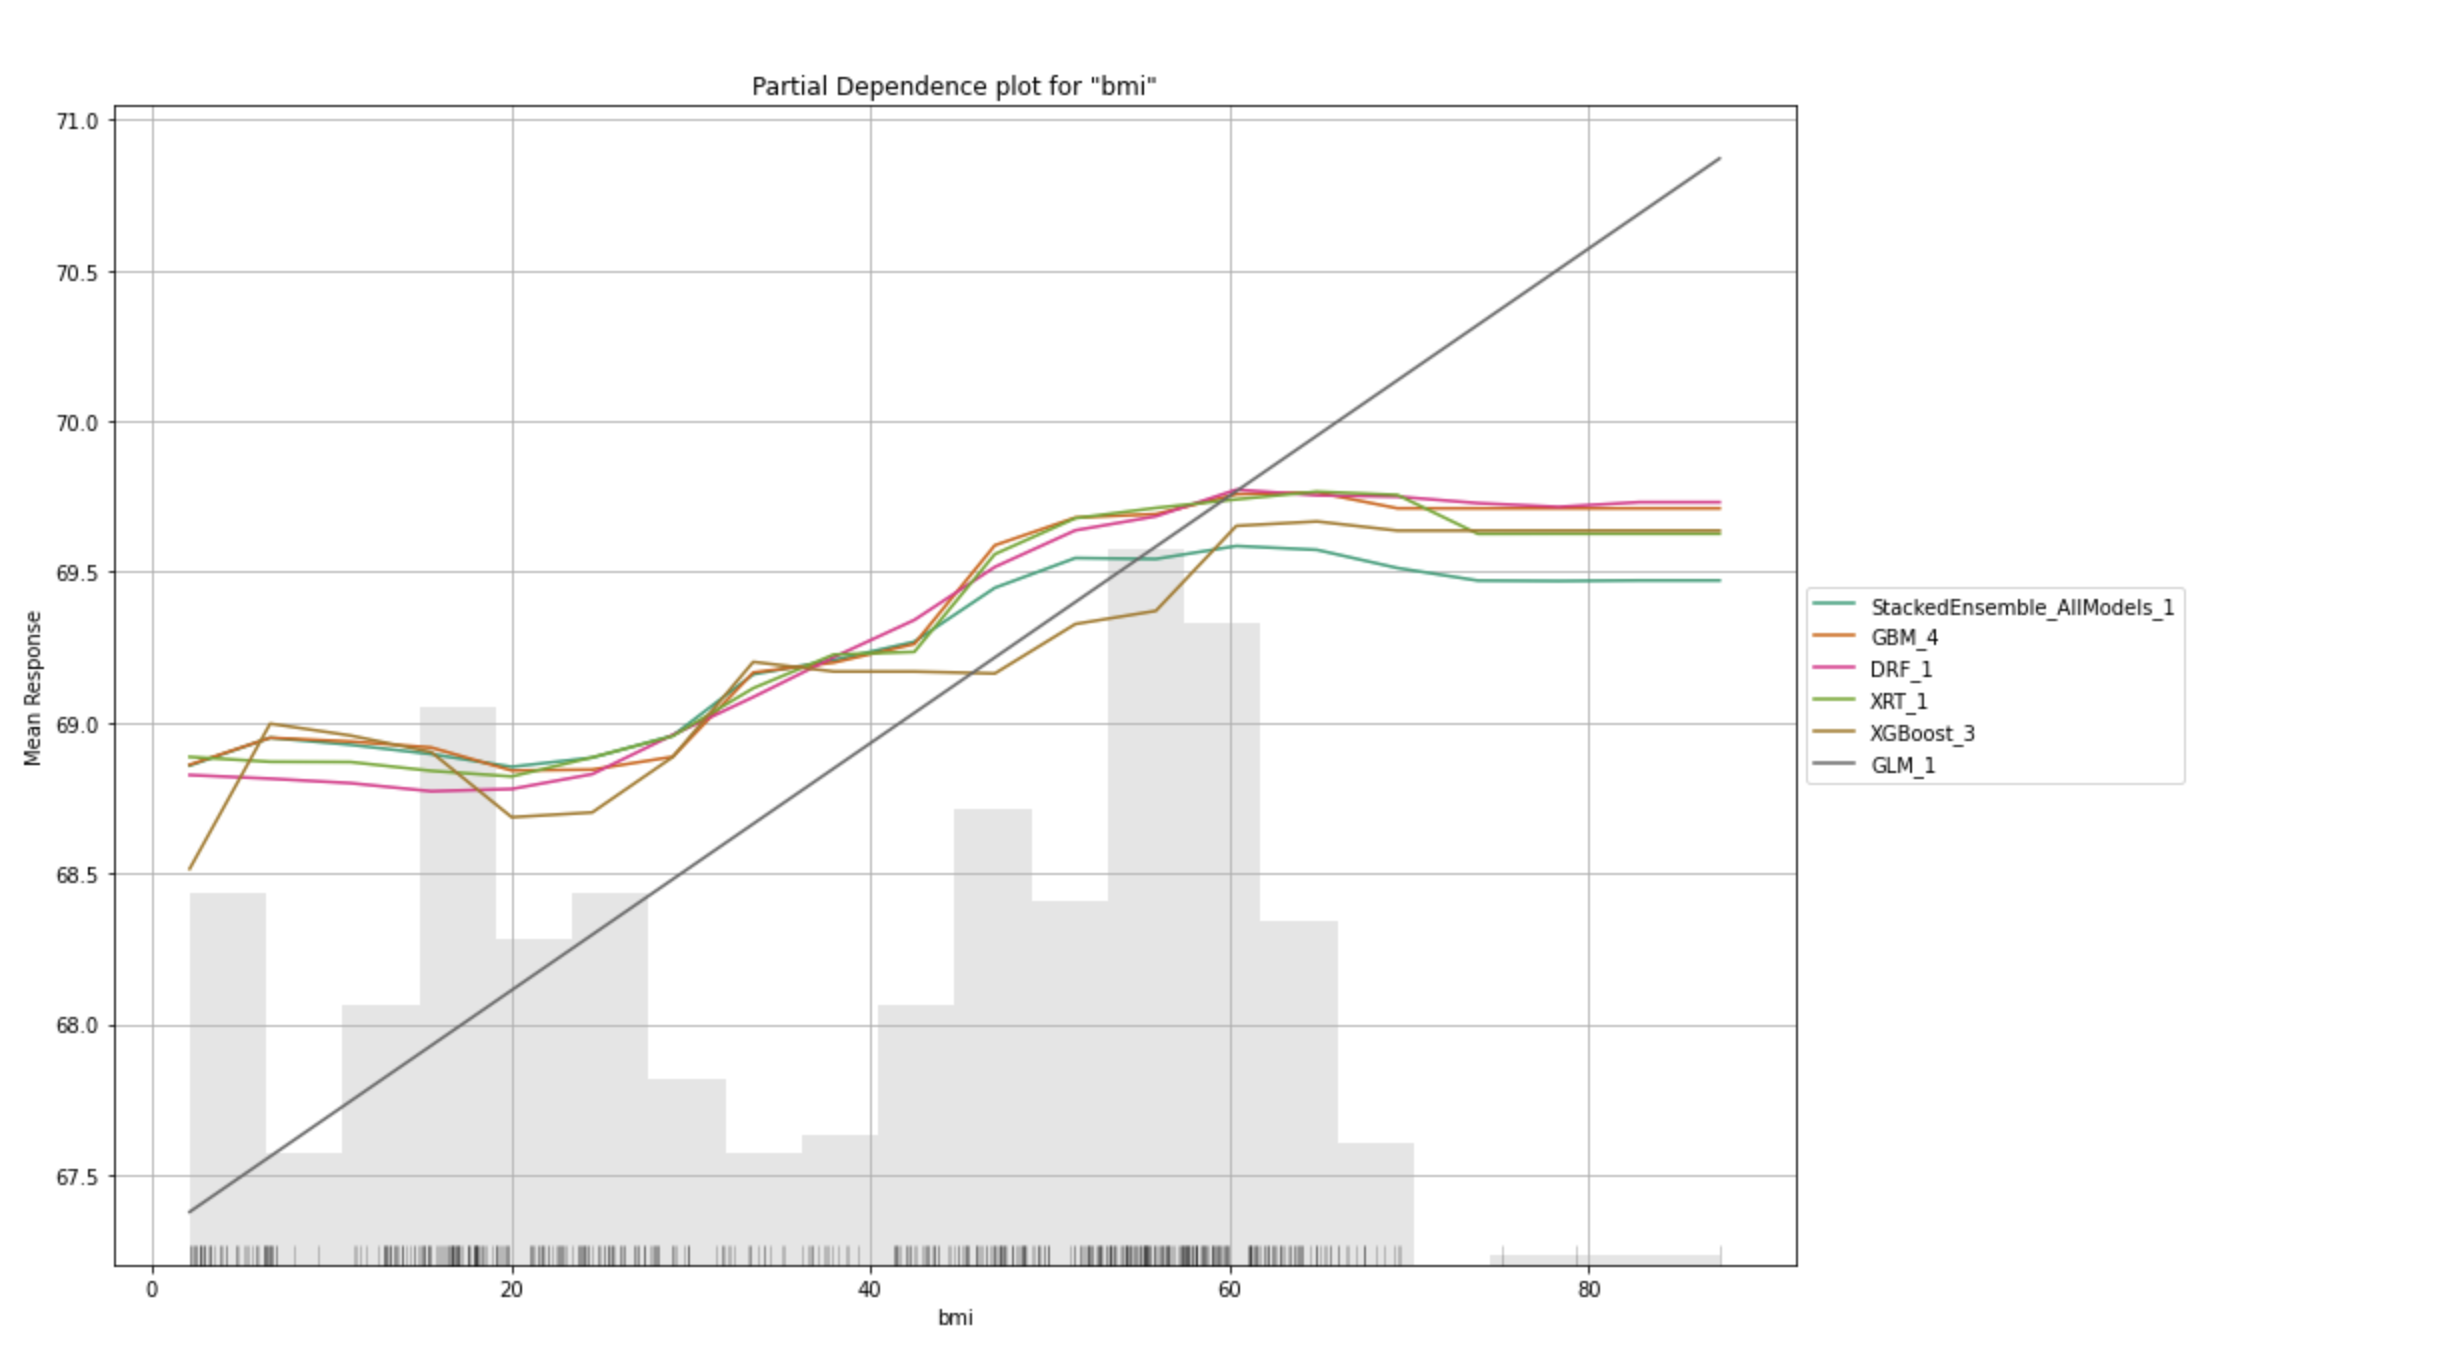 Partial Dependence plot for "bmi"
71.0
70.5
70.0
69.5
69.0
68.5
68.0
67.5
Mean Response
0 20 40 60 80
bmi
StackedEnsemble_AllModels_1
GBM_4
DRF_1
XRT_1
XGBoost_3
GLM_1